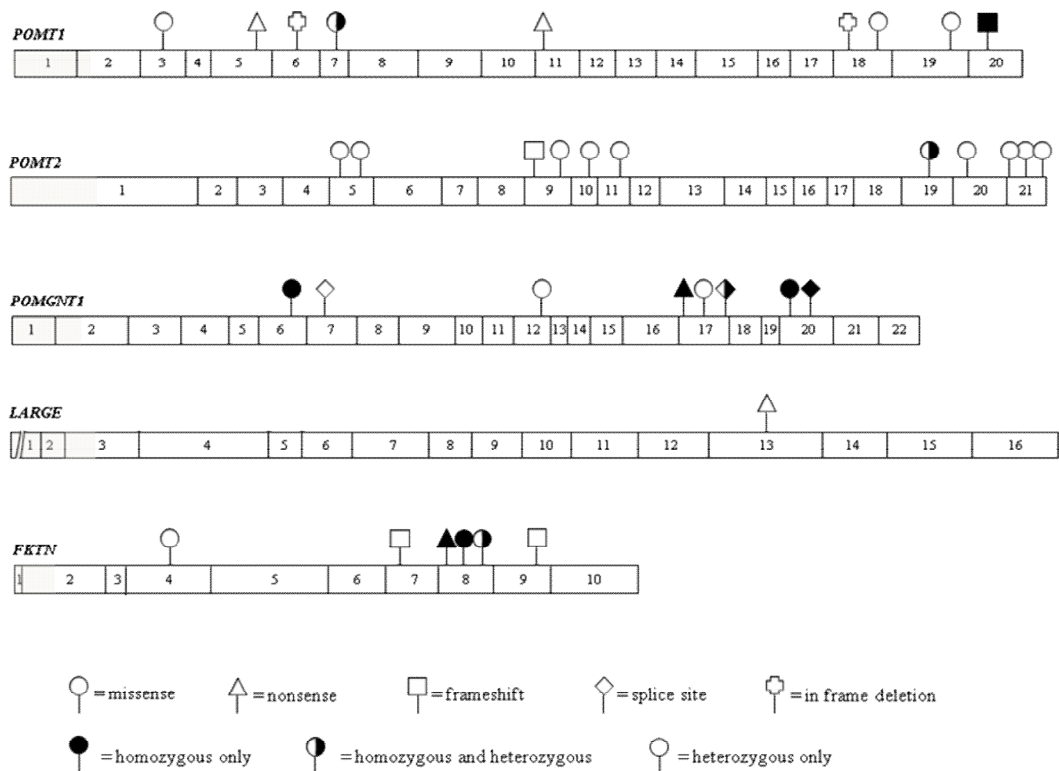 POMT1
1 2 3 4 5 6 7 8 9 10 11 12 13 14 15 16 17 18 19 20
POMT2
1 2 3 4 5 6 7 8 9 10 11 12 13 14 15 16 17 18 19 20 21
POMGNT1
1 2 3 4 5 6 7 8 9 10 11 12 13 14 15 16 17 18 19 20 21 22
LARGE
1 2 3 4 5 6 7 8 9 10 11 12 13 14 15 16
FKTN
1 2 3 4 5 6 7 8 9 10
=missense =nonsense =frameshift =splice site =in frame deletion
=homozygous only =homozygous and heterozygous =heterozygous only